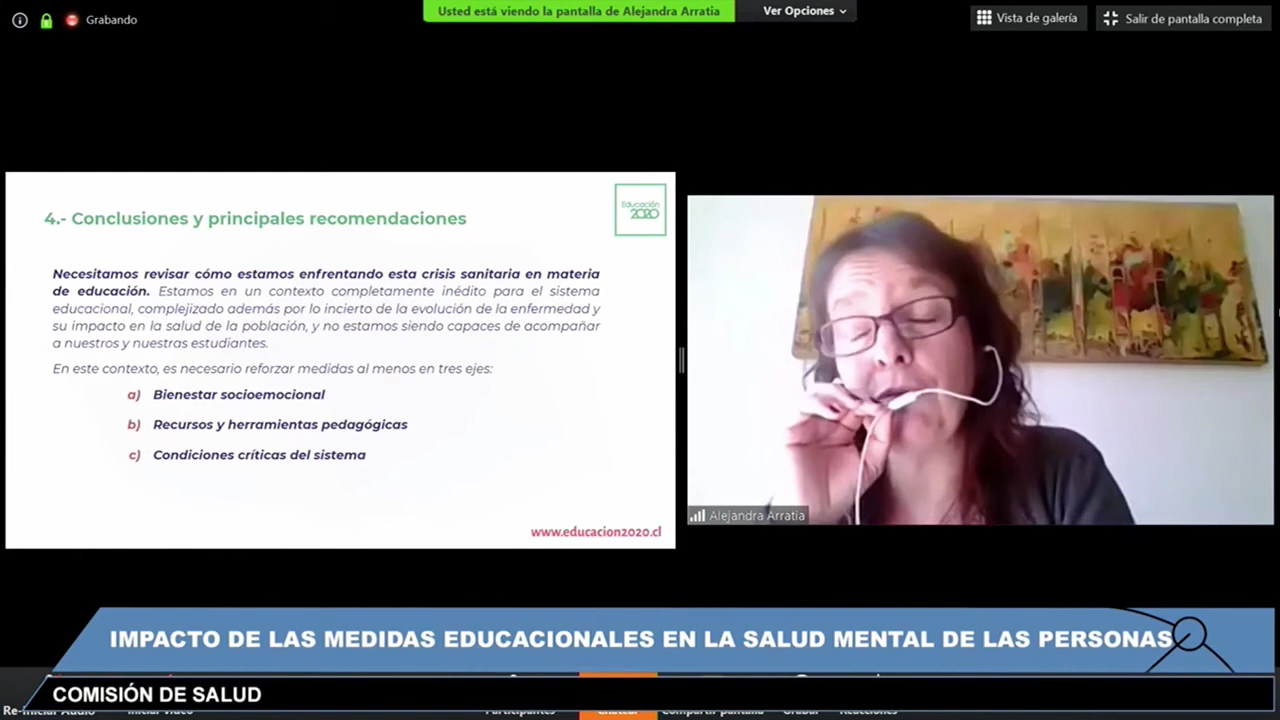 Grabando
Usted está viendo la pantalla de Alejandra Arratia
Ver Opciones
Vista de galería
Salir de pantalla completa
4.- Conclusiones y principales recomendaciones
Educación
2020
Necesitamos revisar cómo estamos enfrentando esta crisis sanitaria en materia
de educación. Estamos en un contexto completamente inédito para el sistema
educacional, complejizado además por lo incierto de la evolución de la enfermedad y
su impacto en la salud de la población, y no estamos siendo capaces de acompañar
a nuestros y nuestras estudiantes.
En este contexto, es necesario reforzar medidas al menos en tres ejes:
a) Bienestar socioemocional
b) Recursos y herramientas pedagógicas
c) Condiciones críticas del sistema
www.educacion2020.cl
Alejandra Arratia
IMPACTO DE LAS MEDIDAS EDUCACIONALES EN LA SALUD MENTAL DE LAS PERSONAS
COMISIÓN DE SALUD